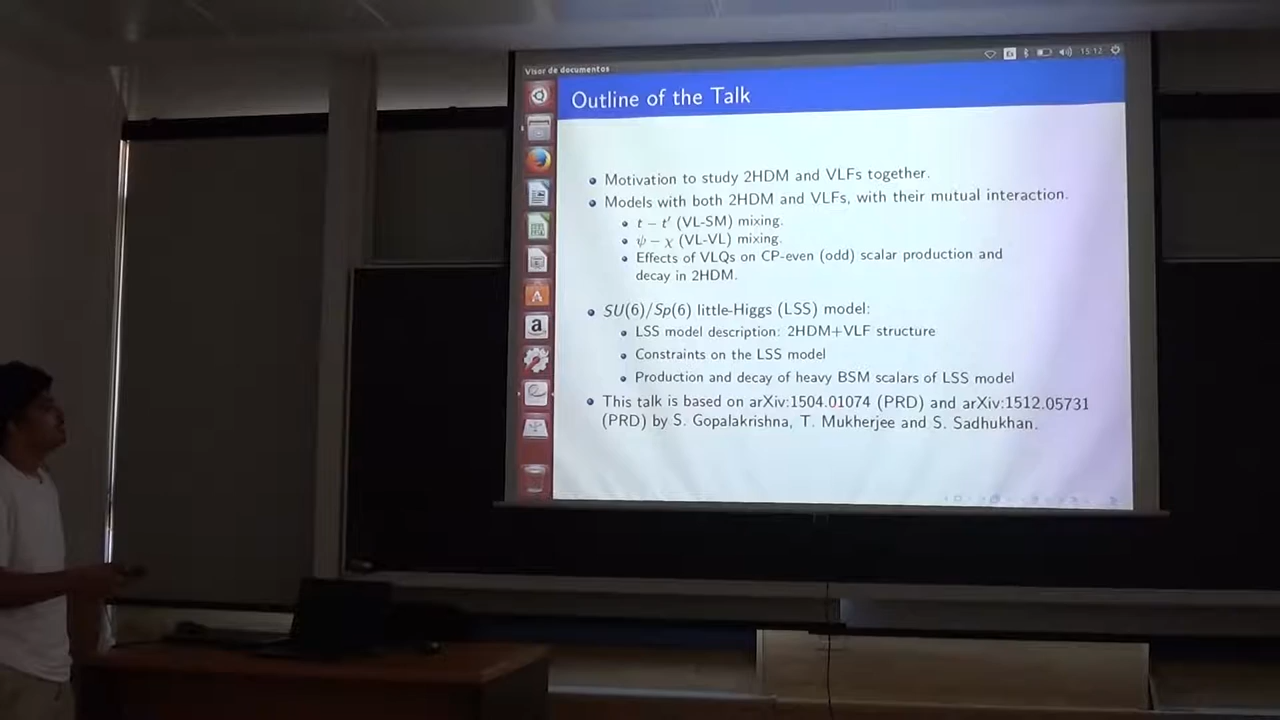 Visor de documentos
15:12
Outline of the Talk
Motivation to study 2HDM and VLFs together.
Models with both 2HDM and VLFs, with their mutual interaction.
t − t′ (VL-SM) mixing.
ψ − χ (VL-VL) mixing.
Effects of VLQs on CP-even (odd) scalar production and
decay in 2HDM.
SU(6)/Sp(6) little-Higgs (LSS) model:
LSS model description: 2HDM+VLF structure
Constraints on the LSS model
Production and decay of heavy BSM scalars of LSS model
This talk is based on arXiv:1504.01074 (PRD) and arXiv:1512.05731
(PRD) by S. Gopalakrishna, T. Mukherjee and S. Sadhukhan.